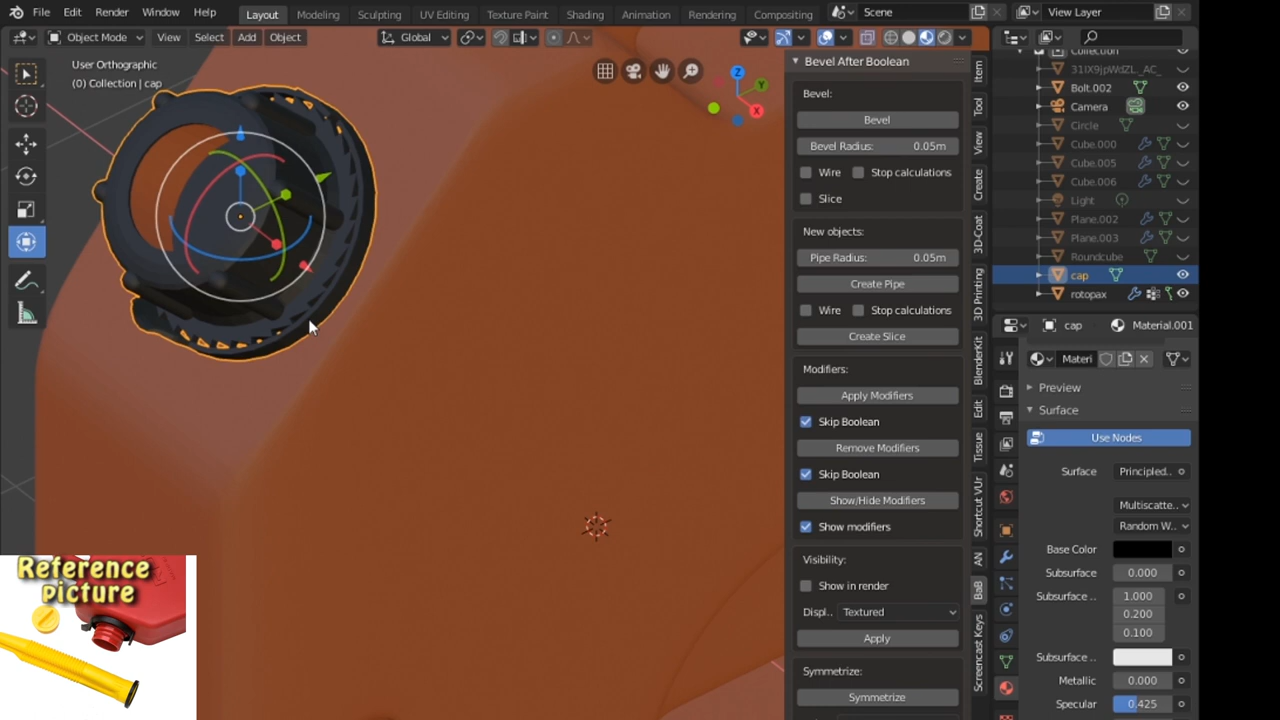 File Edit Render Window Help Layout Modeling Sculpting UV Editing Texture Paint Shading Animation Rendering Compositing Scene View Layer
Object Mode View Select Add Object Global
User Orthographic
(0) Collection | cap
Z
Y
X
Bevel After Boolean
Bevel:
Bevel
Bevel Radius: 0.05m
Wire Stop calculations
Slice
New objects:
Pipe Radius: 0.05m
Create Pipe
Wire Stop calculations
Create Slice
Modifiers:
Apply Modifiers
Skip Boolean
Remove Modifiers
Skip Boolean
Show/Hide Modifiers
Show modifiers
Visibility:
Show in render
Displ.. Textured
Apply
Symmetrize:
Symmetrize
Item
Tool
View
Create
3D-Coat
3D Printing
BlenderKit
Edit
Tissue
Shortcut VUr
AN
BaB
Screencast Keys
Collection
31IX9jpWdZL._AC_
Bolt.002
Camera
Circle
Cube.000
Cube.005
Cube.006
Light
Plane.002
Plane.003
Roundcube
cap
rotopax
cap Material.001
Materi
Preview
Surface
Use Nodes
Surface Principled..
Multiscatte..
Random W..
Base Color
Subsurface 0.000
Subsurface .. 1.000
0.200
0.100
Subsurface ..
Metallic 0.000
Specular 0.425
Reference
picture